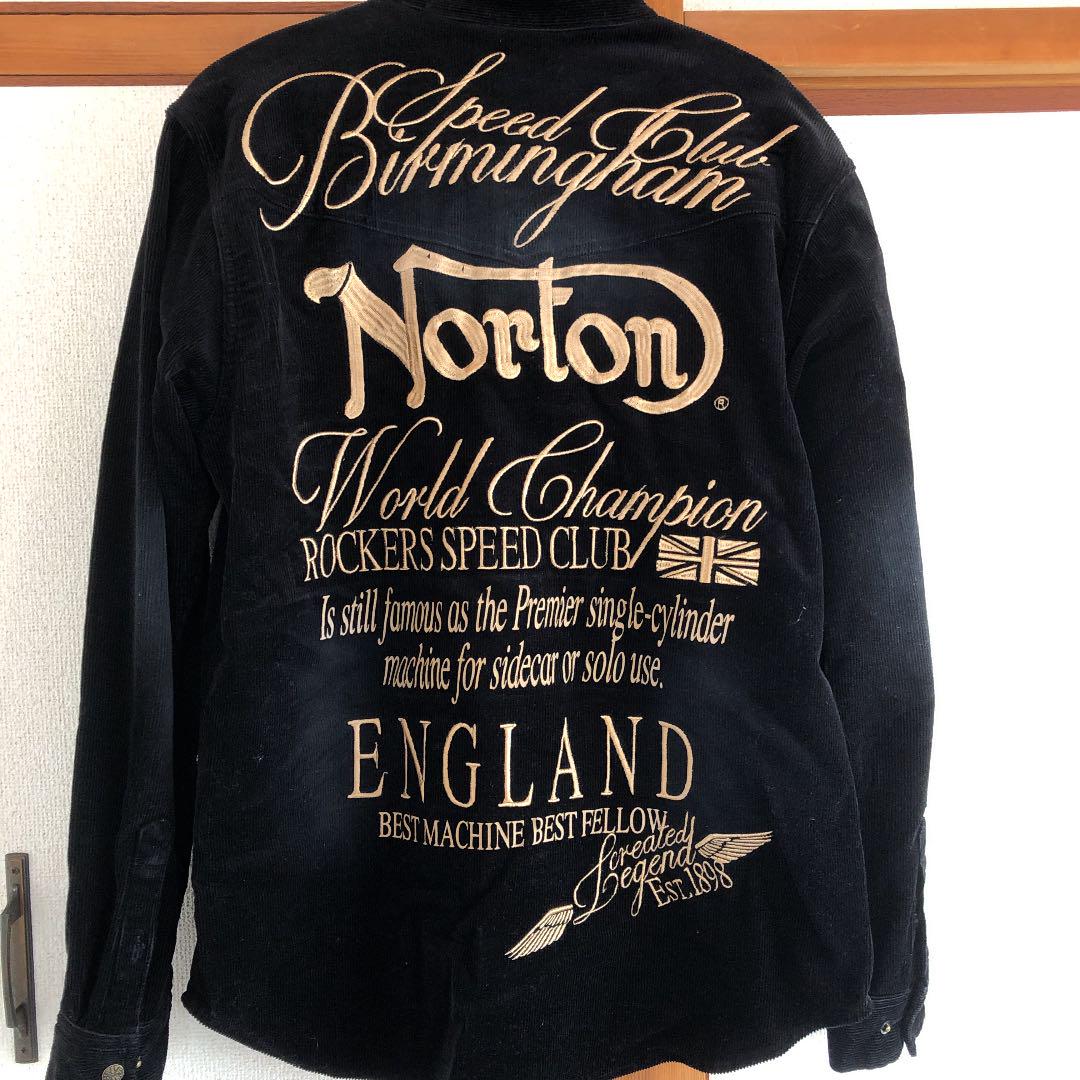 Speed Club
Birmingham
Norton
®
World Champion
ROCKERS SPEED CLUB
Is still famous as the Premier single-cylinder
machine for sidecar or solo use.
ENGLAND
BEST MACHINE BEST FELLOW
created
Legend
EST. 1898